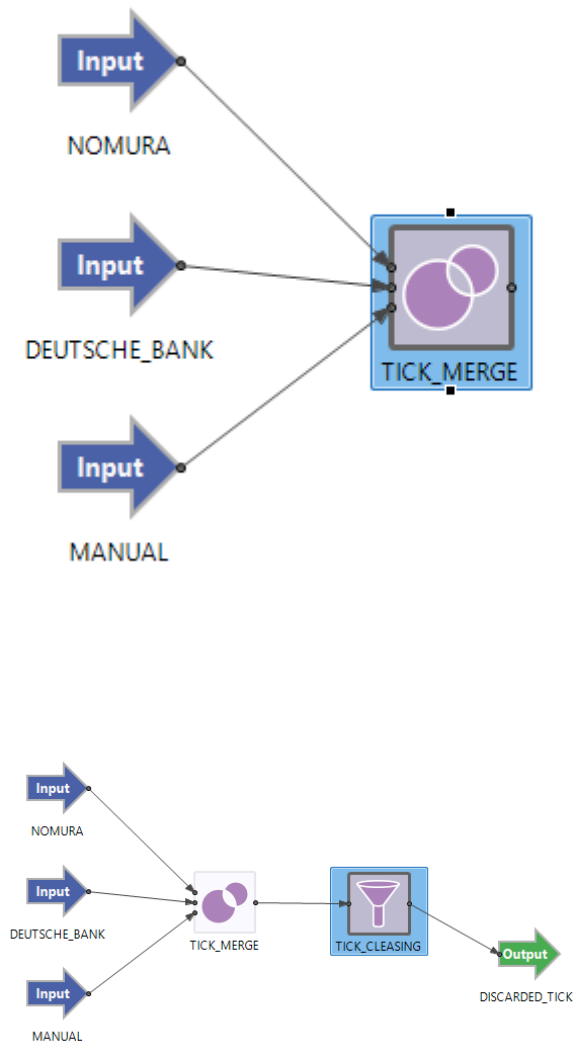 Input
NOMURA
Input
DEUTSCHE_BANK
TICK_MERGE
Input
MANUAL
Input
NOMURA
Input
DEUTSCHE_BANK
TICK_MERGE
TICK_CLEASING
Output
DISCARDED_TICK
Input
MANUAL